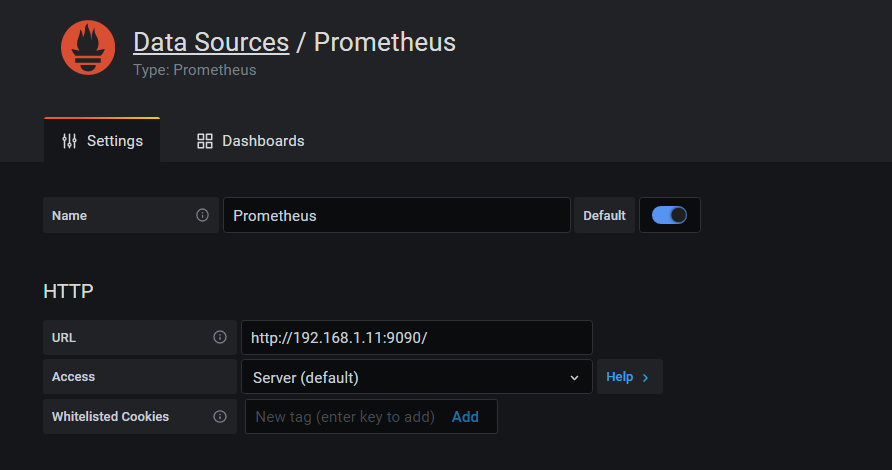 Data Sources / Prometheus
Type: Prometheus
Settings Dashboards
Name Prometheus Default
HTTP
URL http://192.168.1.11:9090/
Access Server (default) Help
Whitelisted Cookies New tag (enter key to add) Add